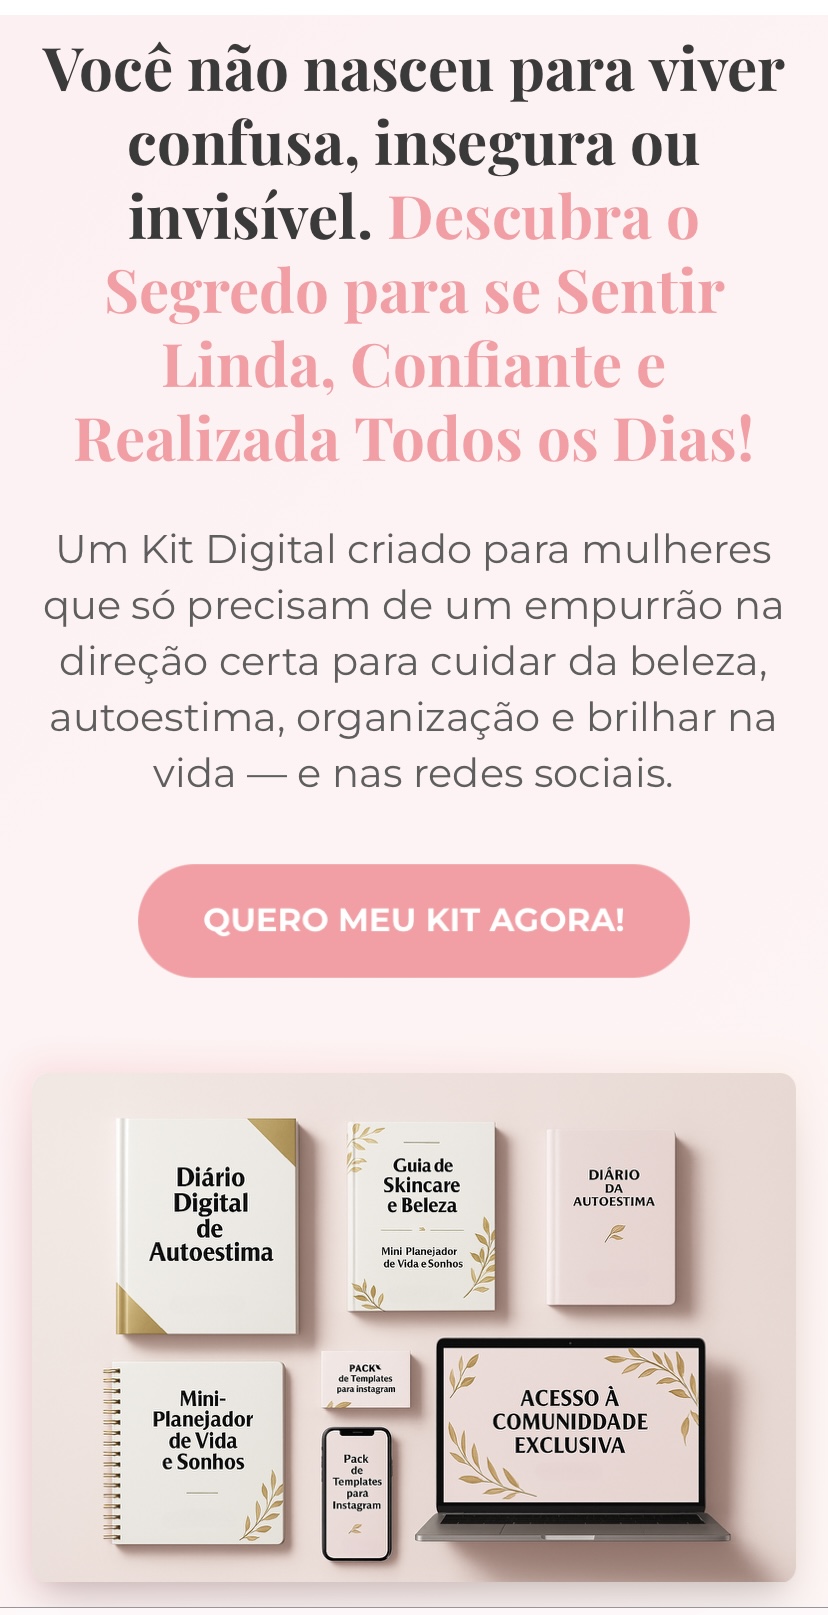 Você não nasceu para viver
confusa, insegura ou
invisível. Descubra o
Segredo para se Sentir
Linda, Confiante e
Realizada Todos os Dias!
Um Kit Digital criado para mulheres
que só precisam de um empurrão na
direção certa para cuidar da beleza,
autoestima, organização e brilhar na
vida — e nas redes sociais.
QUERO MEU KIT AGORA!
Diário
Digital
de
Autoestima
Guia de
Skincare
e Beleza
Mini Planejador
de Vida e Sonhos
DIÁRIO
DA
AUTOESTIMA
Mini-
Planejador
de Vida
e Sonhos
PACK
de Templates
para instagram
Pack
de
Templates
para
Instagram
ACESSO À
COMUNIDDADE
EXCLUSIVA